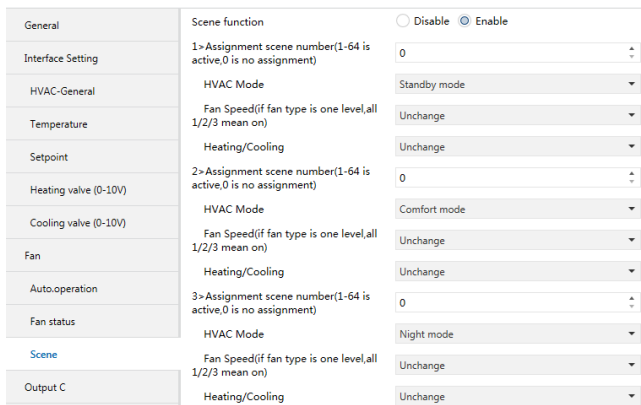 General
Interface Setting
HVAC-General
Temperature
Setpoint
Heating valve (0-10V)
Cooling valve (0-10V)
Fan
Auto.operation
Fan status
Scene
Output C
Scene function Disable Enable
1>Assignment scene number(1-64 is
active,0 is no assignment) 0
HVAC Mode Standby mode
Fan Speed(if fan type is one level,all
1/2/3 mean on) Unchange
Heating/Cooling Unchange
2>Assignment scene number(1-64 is
active,0 is no assignment) 0
HVAC Mode Comfort mode
Fan Speed(if fan type is one level,all
1/2/3 mean on) Unchange
Heating/Cooling Unchange
3>Assignment scene number(1-64 is
active,0 is no assignment) 0
HVAC Mode Night mode
Fan Speed(if fan type is one level,all
1/2/3 mean on) Unchange
Heating/Cooling Unchange